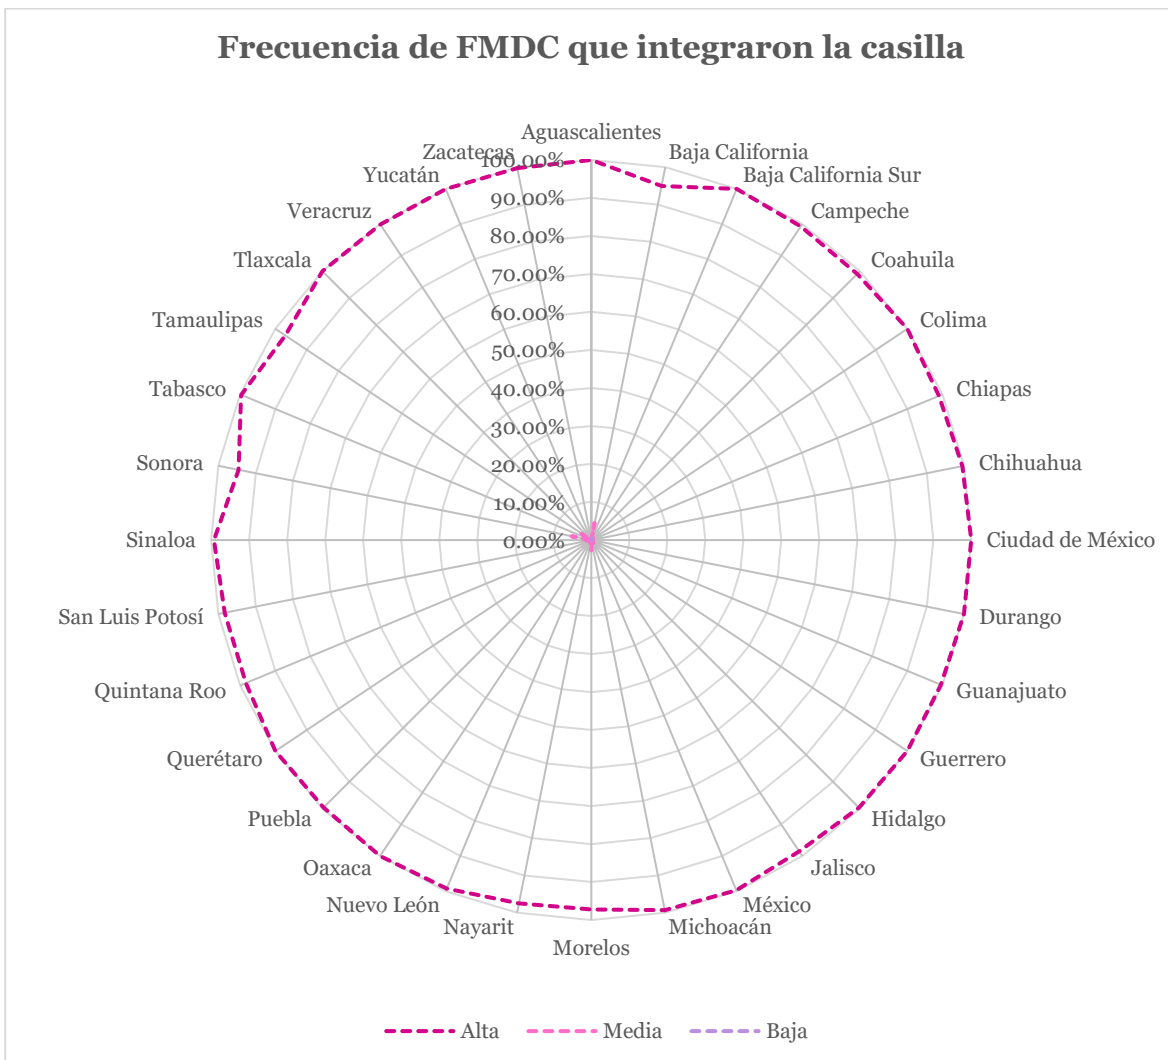 Frecuencia de FMDC que integraron la casilla
Aguascalientes
Baja California
Baja California Sur
Campeche
Coahuila
Colima
Chiapas
Chihuahua
Ciudad de México
Durango
Guanajuato
Guerrero
Hidalgo
Jalisco
México
Michoacán
Morelos
Nayarit
Nuevo León
Oaxaca
Puebla
Querétaro
Quintana Roo
San Luis Potosí
Sinaloa
Sonora
Tabasco
Tamaulipas
Tlaxcala
Veracruz
Yucatán
Zacatecas
100.00%
90.00%
80.00%
70.00%
60.00%
50.00%
40.00%
30.00%
20.00%
10.00%
0.00%
Alta Media Baja